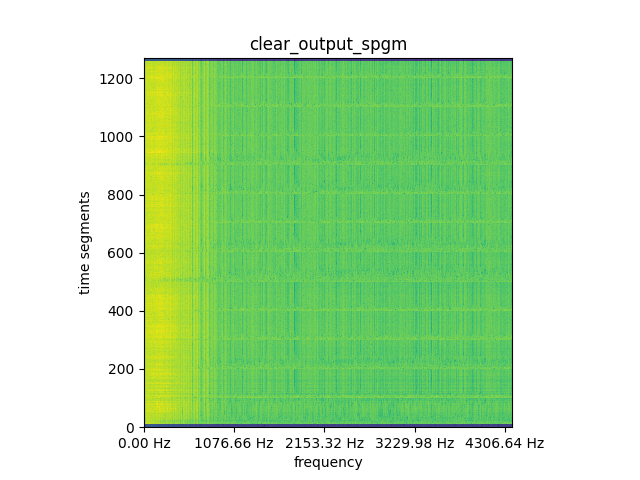 clear_output_spgm
1200
1000
800
600
400
200
0
time segments
0.00 Hz 1076.66 Hz 2153.32 Hz 3229.98 Hz 4306.64 Hz
frequency